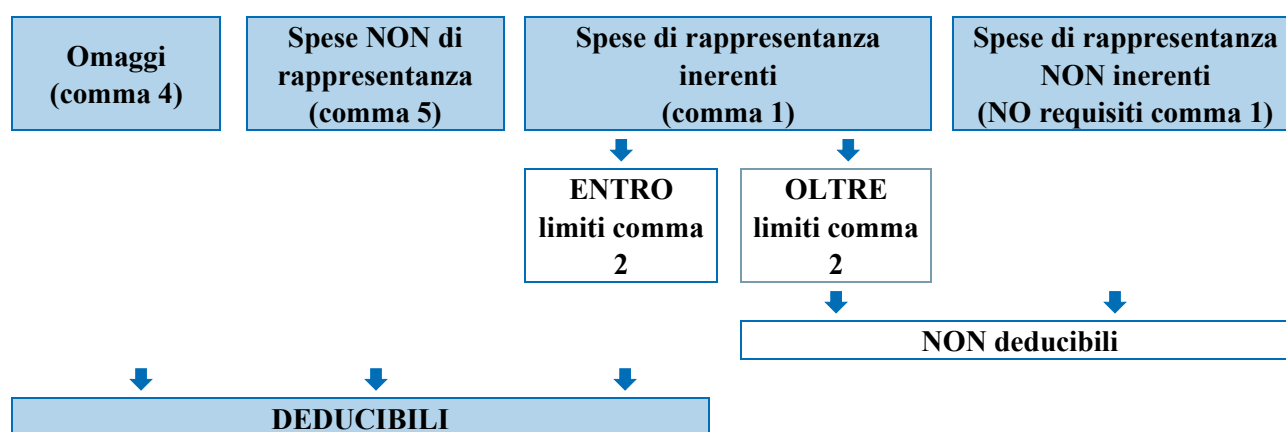 Omaggi
(comma 4)
Spese NON di
rappresentanza
(comma 5)
Spese di rappresentanza
inerenti
(comma 1)
Spese di rappresentanza
NON inerenti
(NO requisiti comma 1)
ENTRO
limiti comma
2
OLTRE
limiti comma
2
NON deducibili
DEDUCIBILI